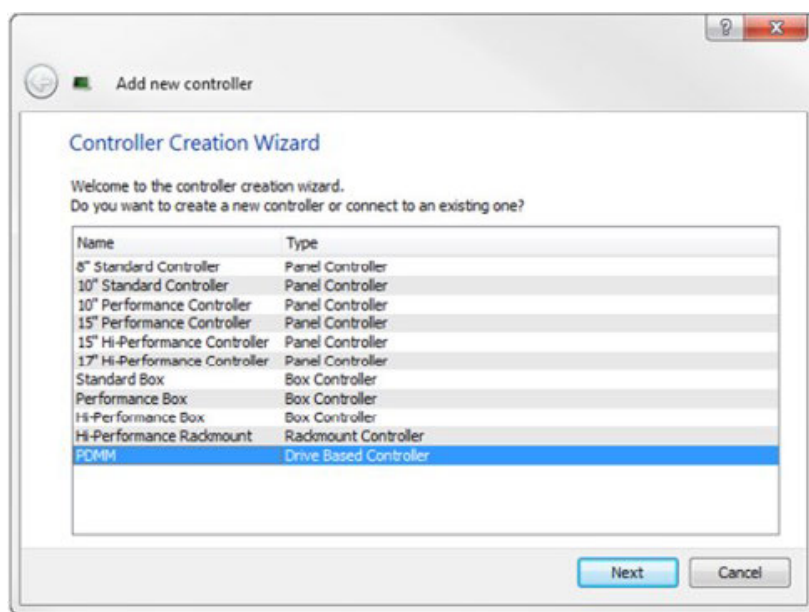 ?
X
Add new controller
Controller Creation Wizard
Welcome to the controller creation wizard.
Do you want to create a new controller or connect to an existing one?
Name Type
8" Standard Controller Panel Controller
10" Standard Controller Panel Controller
10" Performance Controller Panel Controller
15" Performance Controller Panel Controller
15" Hi-Performance Controller Panel Controller
17" Hi-Performance Controller Panel Controller
Standard Box Box Controller
Performance Box Box Controller
Hi-Performance Box Box Controller
Hi-Performance Rackmount Rackmount Controller
PDMM Drive Based Controller
Next Cancel